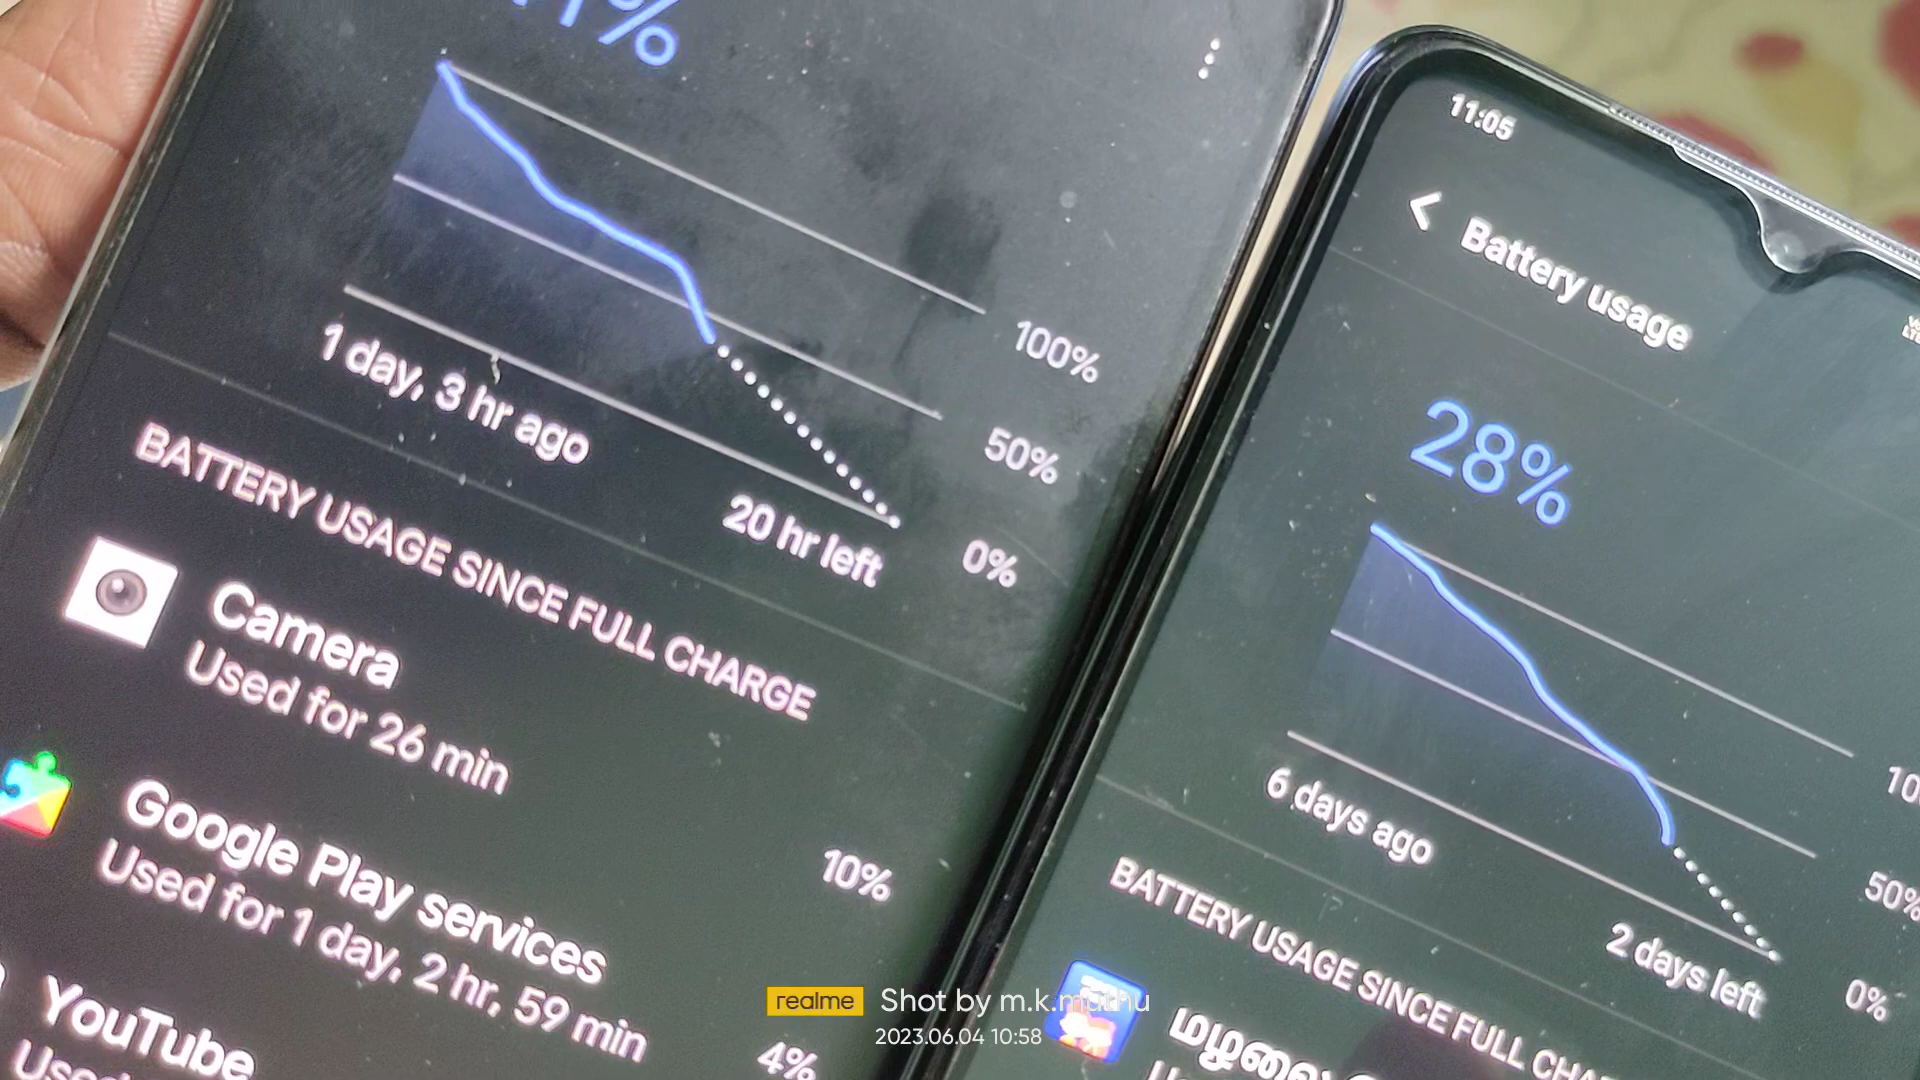 %
100%
50%
0%
1 day, 3 hr ago
20 hr left
BATTERY USAGE SINCE FULL CHARGE
Camera
Used for 26 min
10%
Google Play services
Used for 1 day, 2 hr, 59 min
4%
YouTube
11:05
Battery usage
28%
50%
0%
6 days ago
2 days left
BATTERY USAGE SINCE FULL
மழலை
realme Shot by m.k.muthu
2023.06.04 10:58